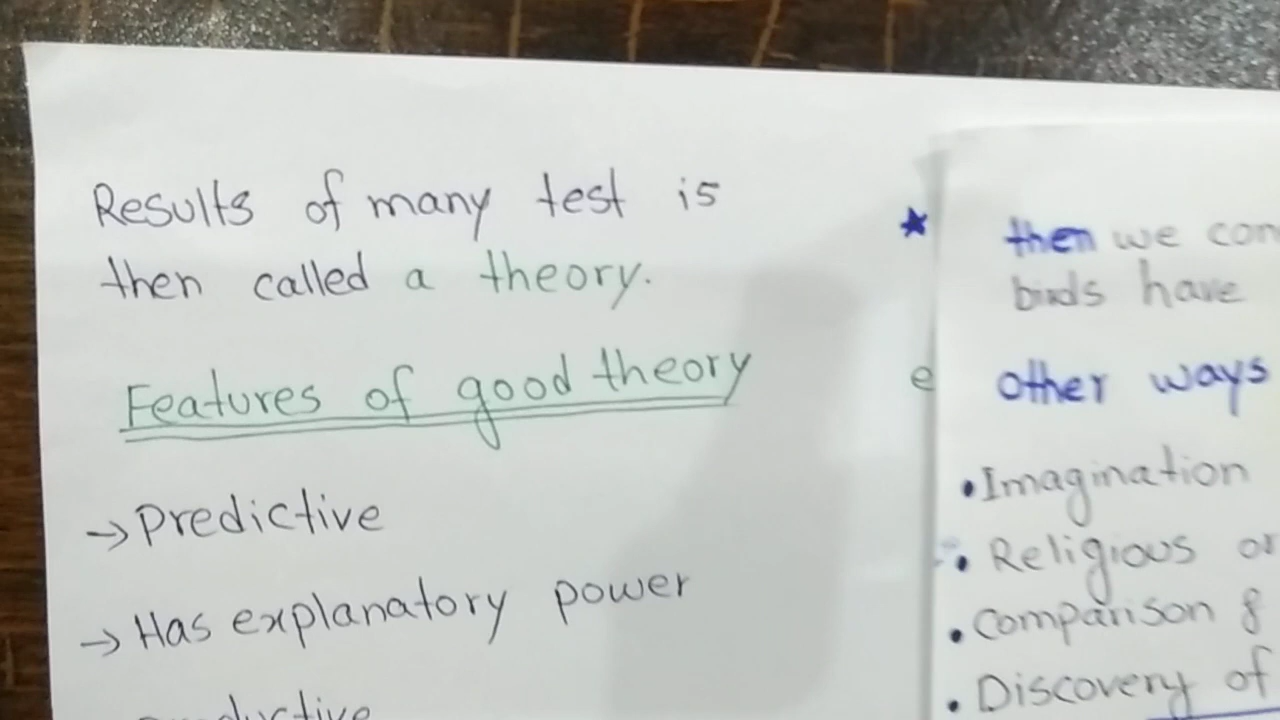 Results of many test is
then called a theory.
Features of good theory
→ Predictive
→ Has explanatory power
★ then we con
birds have
e
Other ways
• Imagination
• Religious or
• Comparison &
• Discovery of